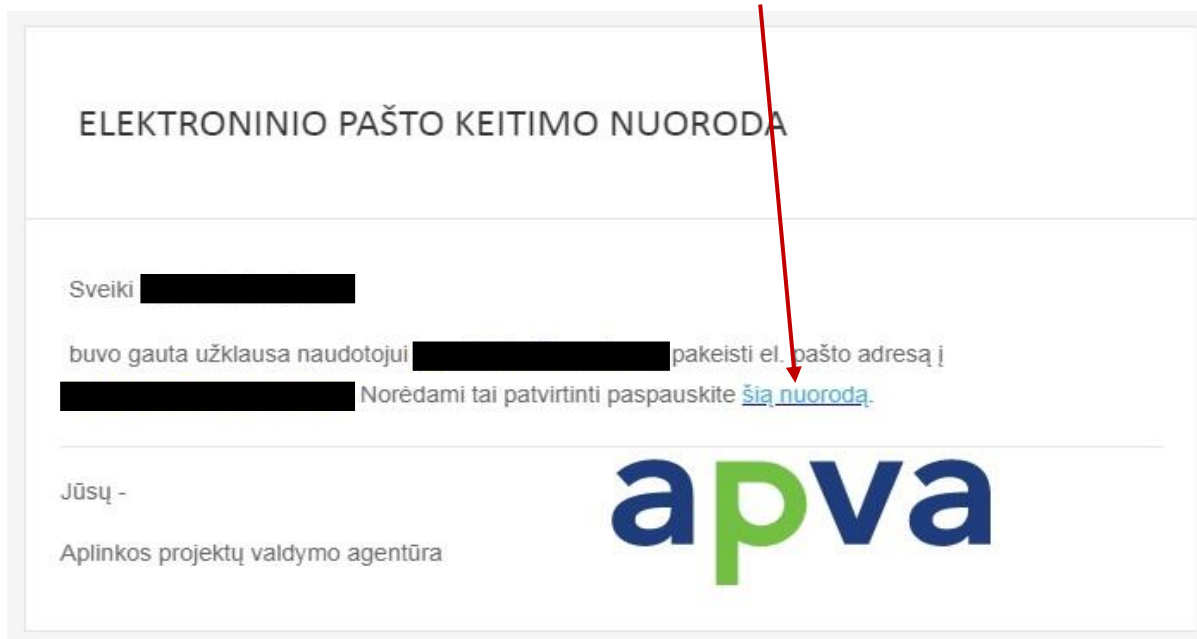 ELEKTRONINIO PAŠTO KEITIMO NUORODA
Sveiki
buvo gauta užklausa naudotojui pakeisti el. pašto adresą į
Norėdami tai patvirtinti paspauskite šią nuorodą.
Jūsų -
apva
Aplinkos projektų valdymo agentūra